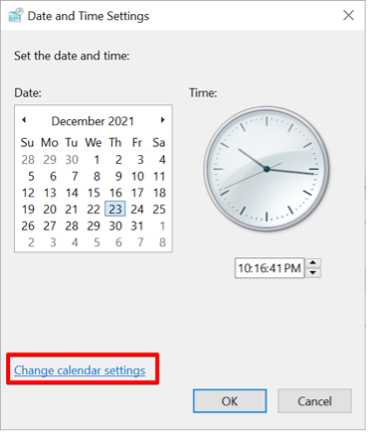 Date and Time Settings
Set the date and time:
Date:
Time:
December 2021
Su Mo Tu We Th Fr Sa
28 29 30 1 2 3 4
5 6 7 8 9 10 11
12 13 14 15 16 17 18
19 20 21 22 23 24 25
26 27 28 29 30 31 1
2 3 4 5 6 7 8
10:16:41 PM
Change calendar settings
OK
Cancel